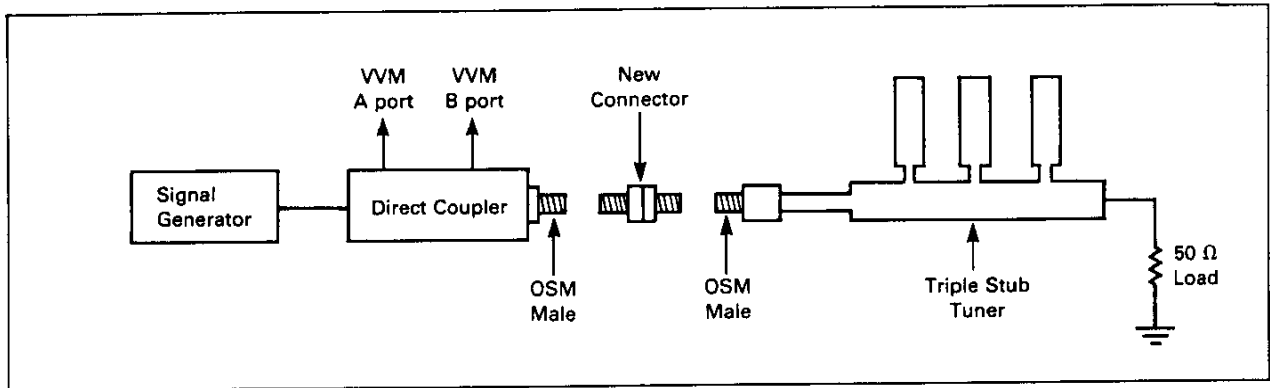 VVM
A port
VVM
B port
New
Connector
Signal
Generator
Direct Coupler
OSM
Male
OSM
Male
Triple Stub
Tuner
50 Ω
Load